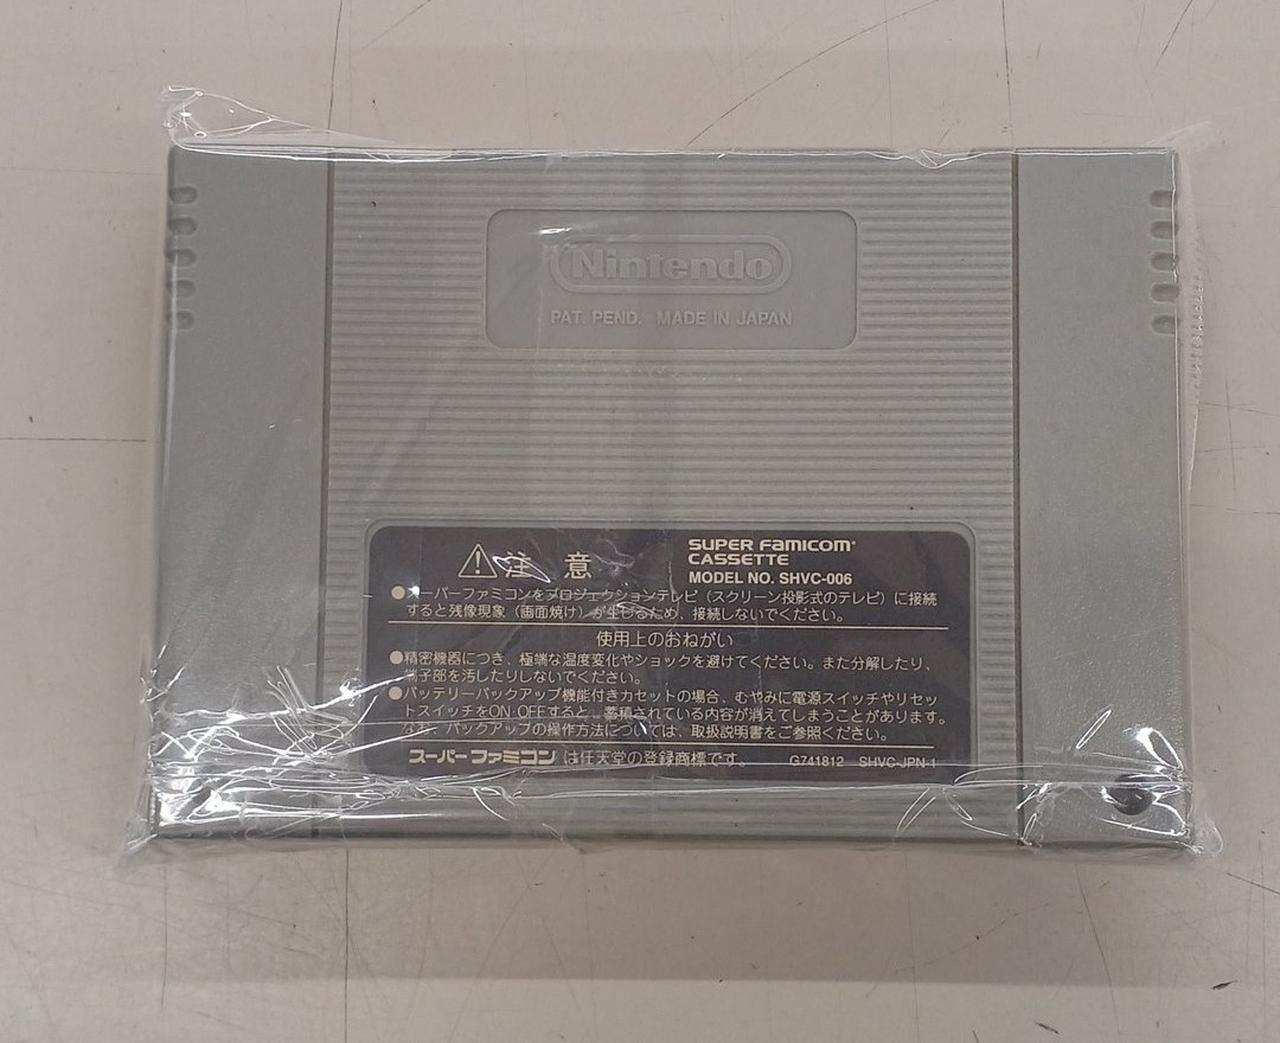 Nintendo
PAT. PEND. MADE IN JAPAN
注意
SUPER FAMICOM
CASSETTE
MODEL NO. SHVC-006
●スーパーファミコンをプロジェクションテレビ（スクリーン投影式のテレビ）に接続
すると残像現象（画面焼け）が生じるため、接続しないでください。
使用上のおねがい
●精密機器につき、極端な温度変化やショックを避けてください。また分解したり、
端子部を汚したりしないでください。
●バッテリーバックアップ機能付きカセットの場合、むやみに電源スイッチやリセッ
トスイッチをON・OFFすると、蓄積されている内容が消えてしまうことがあります。
なお、バックアップの操作方法については、取扱説明書をご参照ください。
スーパーファミコンは任天堂の登録商標です。 G741812 SHVC-JPN-1